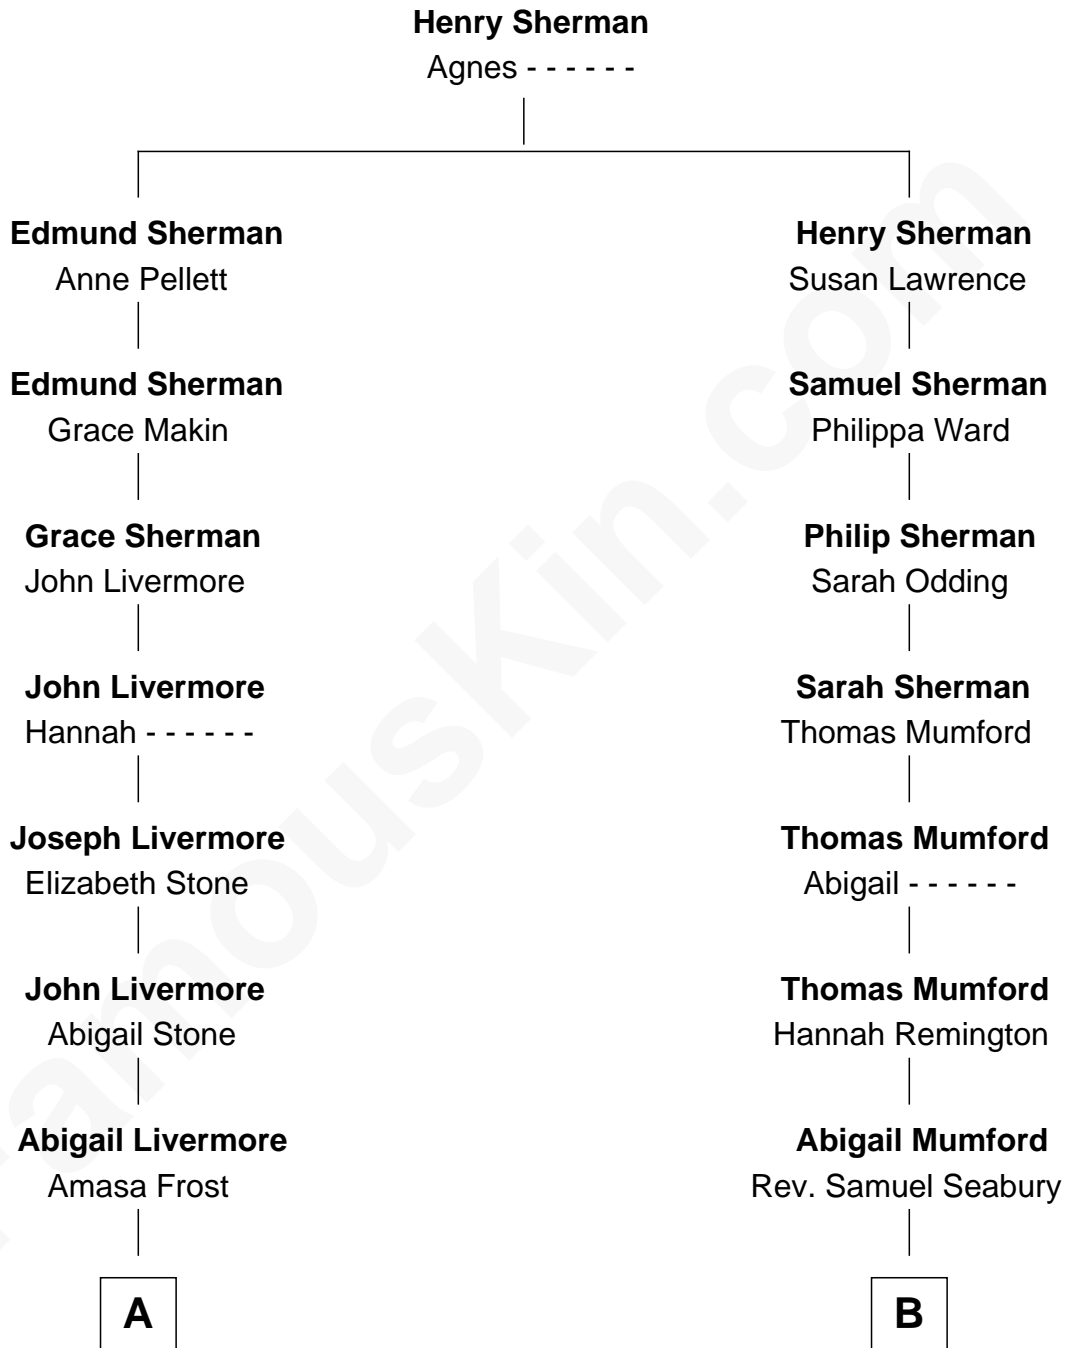 Henry Sherman
Agnes - - - - - -
Edmund Sherman
Anne Pellett
Henry Sherman
Susan Lawrence
Edmund Sherman
Grace Makin
Samuel Sherman
Philippa Ward
Grace Sherman
John Livermore
Philip Sherman
Sarah Odding
John Livermore
Hannah - - - - - -
Sarah Sherman
Thomas Mumford
Joseph Livermore
Elizabeth Stone
Thomas Mumford
Abigail - - - - - -
John Livermore
Abigail Stone
Thomas Mumford
Hannah Remington
Abigail Livermore
Amasa Frost
Abigail Mumford
Rev. Samuel Seabury
A
B
FamousKin.com